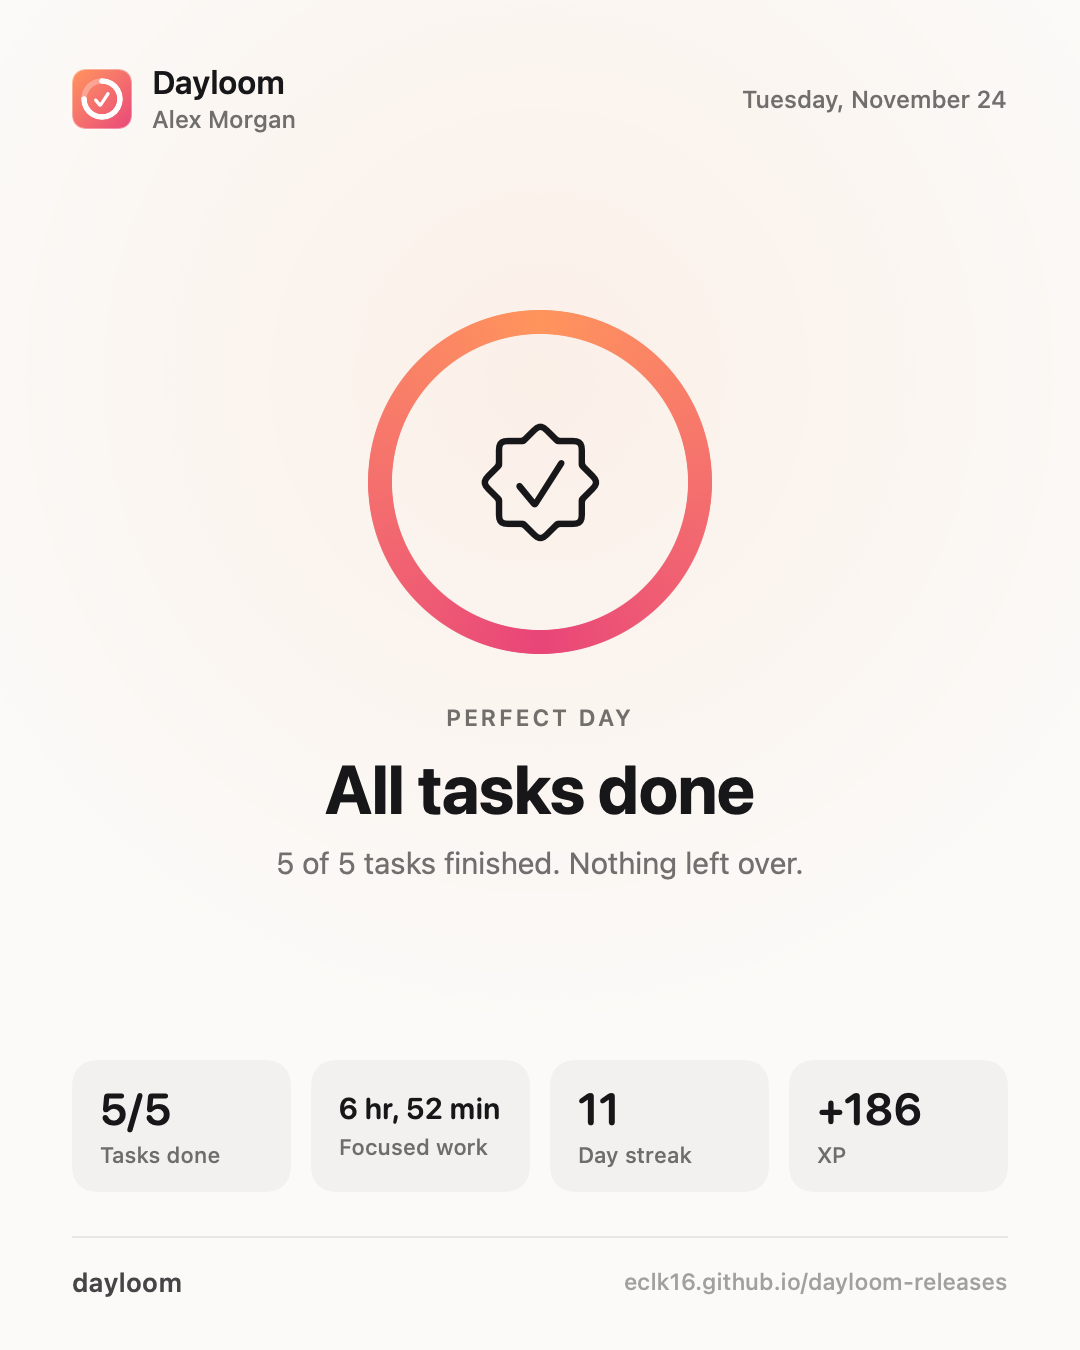 Dayloom
Alex Morgan
Tuesday, November 24
PERFECT DAY
All tasks done
5 of 5 tasks finished. Nothing left over.
5/5
Tasks done
6 hr, 52 min
Focused work
11
Day streak
+186
XP
dayloom
eclk16.github.io/dayloom-releases